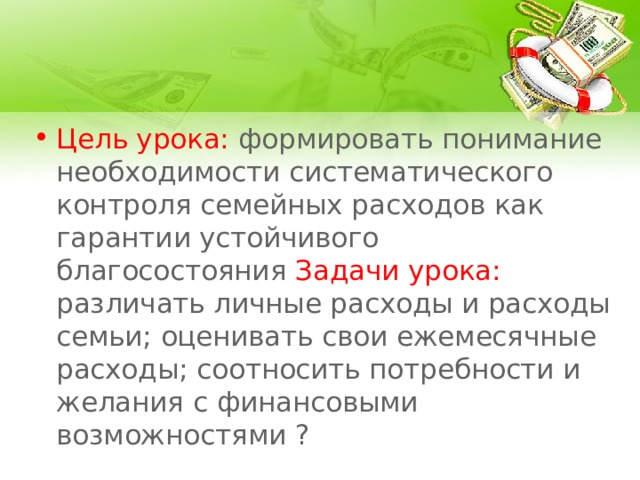 • Цель урока: формировать понимание
необходимости систематического
контроля семейных расходов как
гарантии устойчивого
благосостояния Задачи урока:
различать личные расходы и расходы
семьи; оценивать свои ежемесячные
расходы; соотносить потребности и
желания с финансовыми
возможностями ?